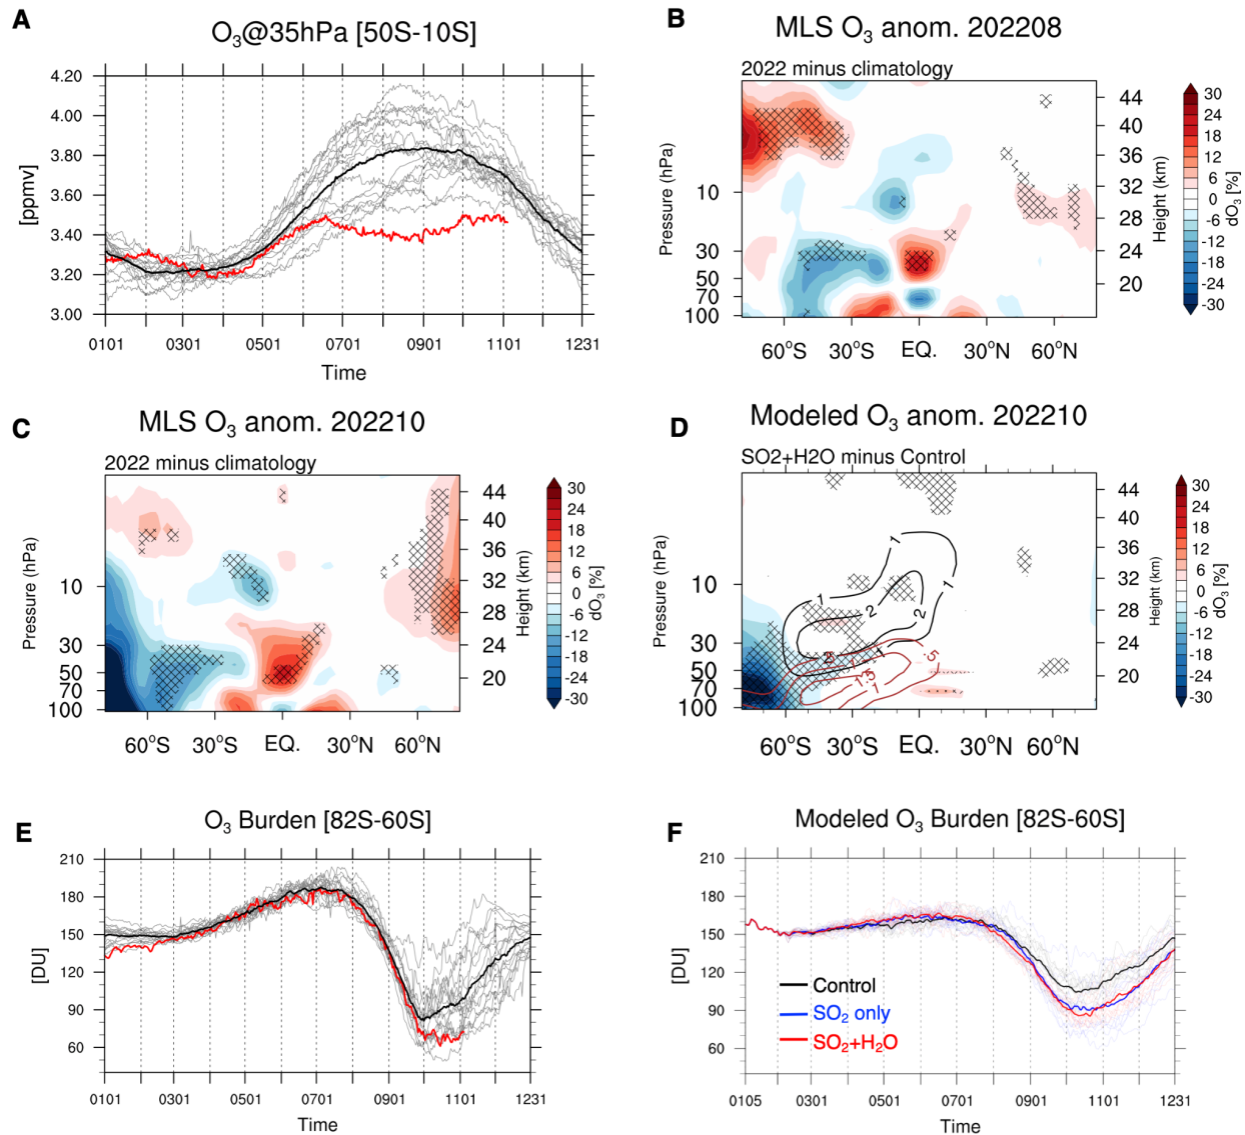 A
O3@35hPa [50S-10S]
[ppmv]
4.20
4.00
3.80
3.60
3.40
3.20
3.00
0101 0301 0501 0701 0901 1101 1231
Time
B
MLS O3 anom. 202208
2022 minus climatology
Pressure (hPa)
10
30
50
70
100
60°S 30°S EQ. 30°N 60°N
44
40
36
32
28
24
20
Height (km)
30
24
18
12
6
0
-6
-12
-18
-24
-30
dO3 [%]
C
MLS O3 anom. 202210
2022 minus climatology
Pressure (hPa)
10
30
50
70
100
60°S 30°S EQ. 30°N 60°N
44
40
36
32
28
24
20
Height (km)
30
24
18
12
6
0
-6
-12
-18
-24
-30
dO3 [%]
D
Modeled O3 anom. 202210
SO2+H2O minus Control
Pressure (hPa)
10
30
50
70
100
1
1
1
2
2
2
1
.5
1
1.5
1
60°S 30°S EQ. 30°N 60°N
44
40
36
32
28
24
20
Height (km)
30
24
18
12
6
0
-6
-12
-18
-24
-30
dO3 [%]
E
O3 Burden [82S-60S]
[DU]
210
180
150
120
90
60
0101 0301 0501 0701 0901 1101 1231
Time
F
Modeled O3 Burden [82S-60S]
[DU]
210
180
150
120
90
60
Control
SO2 only
SO2+H2O
0105 0301 0501 0701 0901 1101 1231
Time